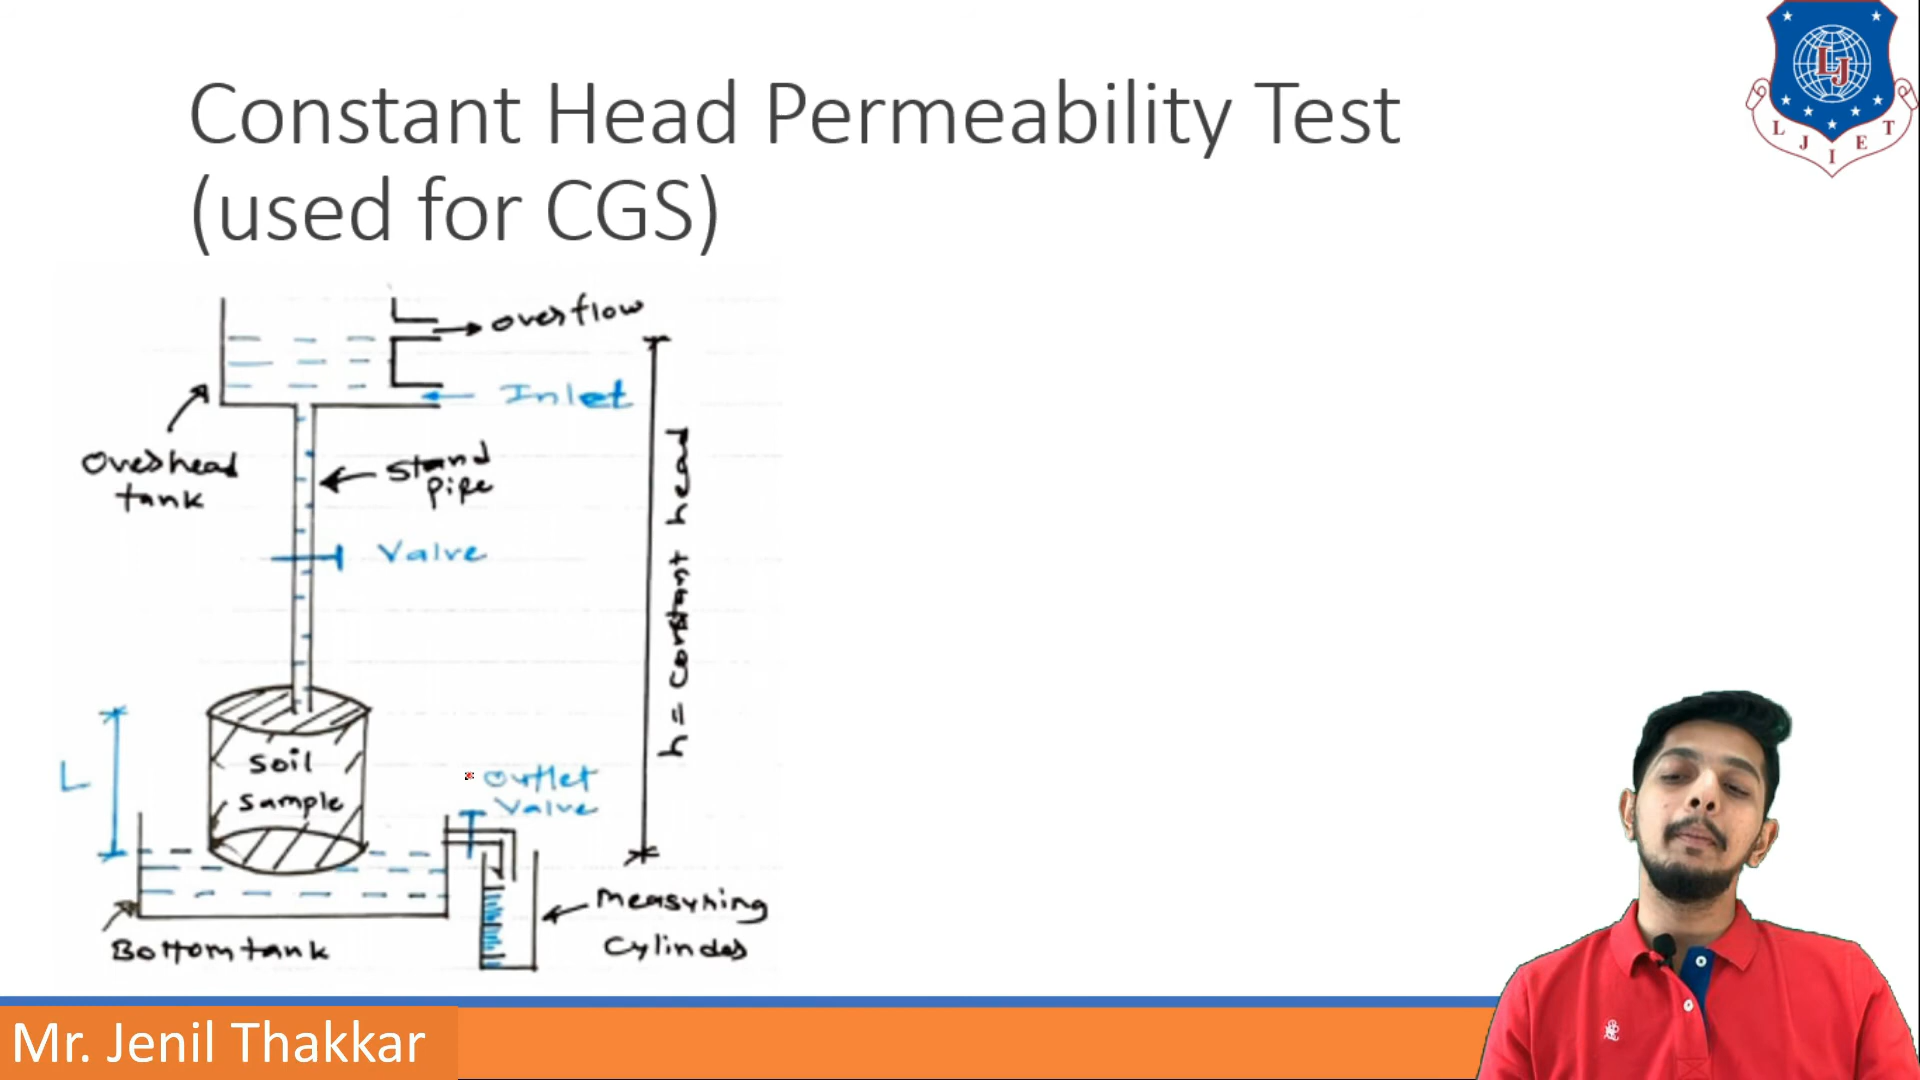 Constant Head Permeability Test
(used for CGS)
LJ
L J I E T
overflow
Inlet
Overhead
tank
Stand
pipe
Valve
h = constant head
L
Soil
Sample
Outlet
Valve
Measuring
Cylinder
Bottom tank
Mr. Jenil Thakkar